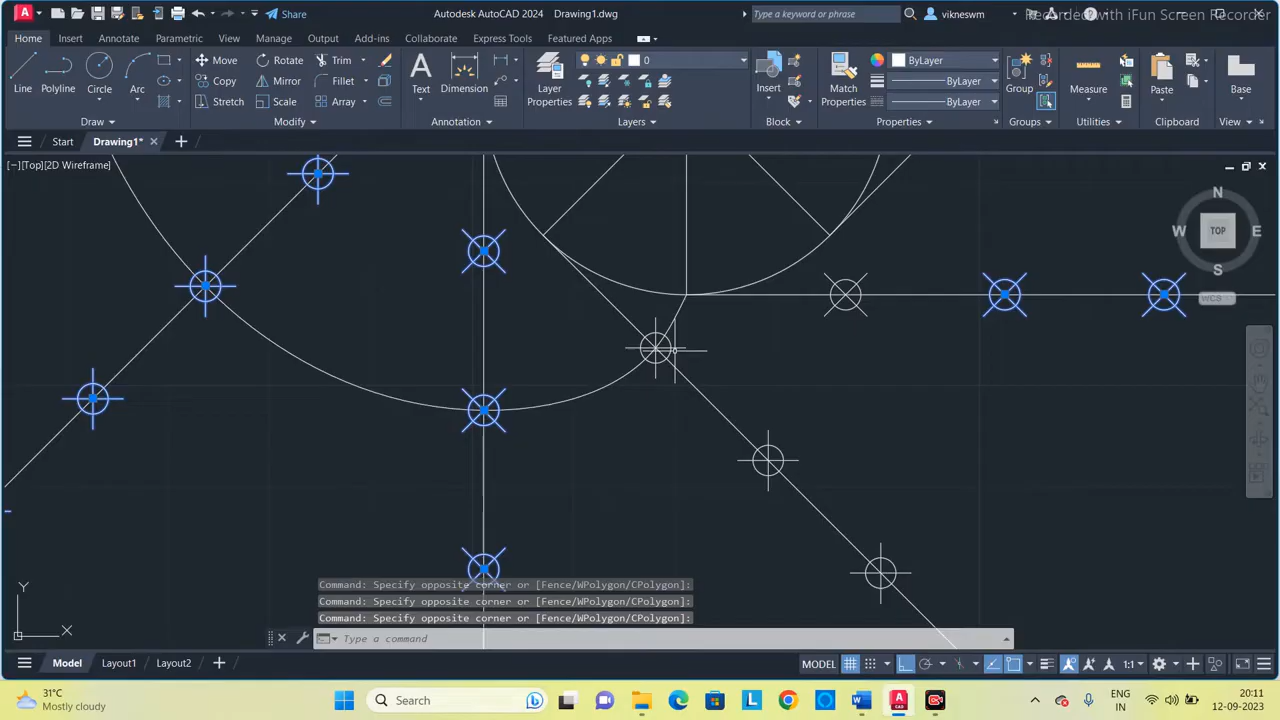 Autodesk AutoCAD 2024 Drawing1.dwg
Share
Type a keyword or phrase
vikneswm
Recorded with iFun Screen Recorder
Home Insert Annotate Parametric View Manage Output Add-ins Collaborate Express Tools Featured Apps
Line Polyline Circle Arc
Draw
Move Rotate Trim
Copy Mirror Fillet
Stretch Scale Array
Modify
Text Dimension
Annotation
Layer Properties
0
Layers
Insert
Block
Match Properties
ByLayer
ByLayer
ByLayer
Properties
Group
Groups
Measure
Utilities
Paste
Clipboard
Base
View
Start Drawing1*
[−][Top][2D Wireframe]
N
W TOP E
S
WCS
Y
X
Command: Specify opposite corner or [Fence/WPolygon/CPolygon]:
Command: Specify opposite corner or [Fence/WPolygon/CPolygon]:
Command: Specify opposite corner or [Fence/WPolygon/CPolygon]:
Type a command
Model Layout1 Layout2
MODEL
1:1
31°C
Mostly cloudy
Search
ENG
IN
20:11
12-09-2023